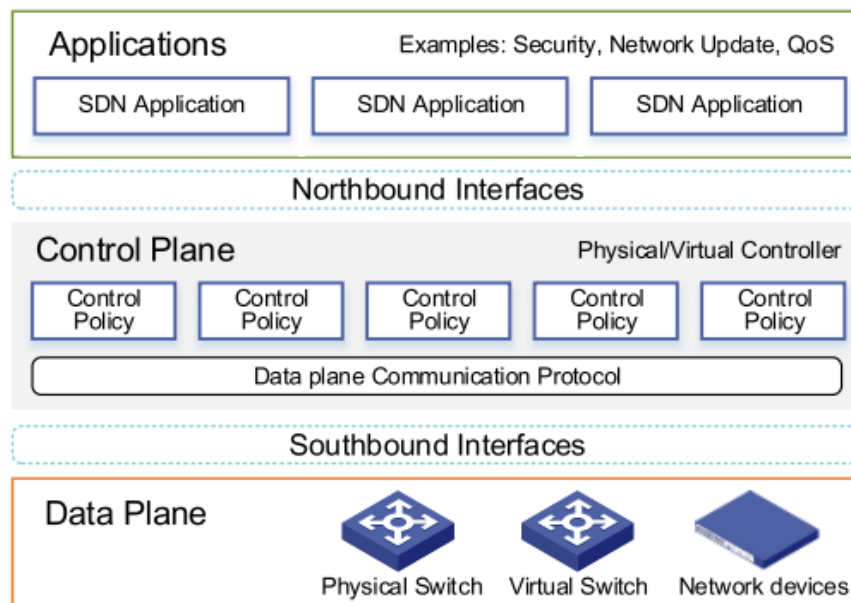 Applications
Examples: Security, Network Update, QoS
SDN Application
SDN Application
SDN Application
Northbound Interfaces
Control Plane
Physical/Virtual Controller
Control
Policy
Control
Policy
Control
Policy
Control
Policy
Control
Policy
Data plane Communication Protocol
Southbound Interfaces
Data Plane
Physical Switch
Virtual Switch
Network devices